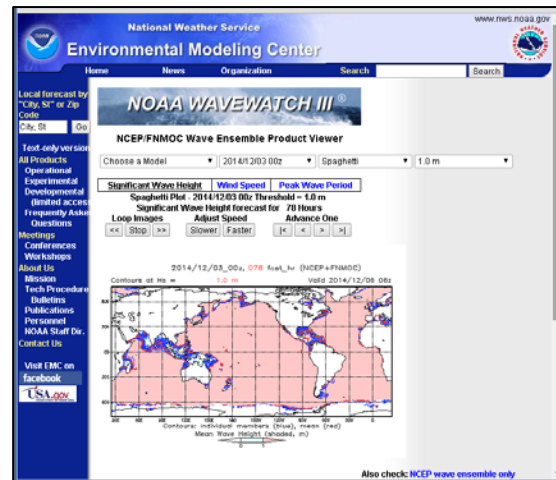 www.nws.noaa.gov
National Weather Service
Environmental Modeling Center
Home News Organization Search Search
Local forecast by
"City, St" or Zip
Code
City, St Go
Text-only version
All Products
Operational
Experimental
Developmental
(limited access
Frequently Aske
Questions
Meetings
Conferences
Workshops
About Us
Mission
Tech Procedure
Bulletins
Publications
Personnel
NOAA Staff Dir.
Contact Us
Visit EMC on
facebook
USA.gov
NOAA WAVEWATCH III ®
NCEP/FNMOC Wave Ensemble Product Viewer
Choose a Model 2014/12/03 00z Spaghetti 1.0 m
Significant Wave Height Wind Speed Peak Wave Period
Spaghetti Plot - 2014/12/03 00z Threshold = 1.0 m
Significant Wave Height forecast for 78 Hours
Loop Images Adjust Speed Advance One
<< Stop >> Slower Faster |< < > >|
2014/12/03_00z, 078 fcst_hr (NCEP+FNMOC)
Contours at Hs = 1.0 m Valid 2014/12/06 06z
Contours: individual members (blue), mean (red)
Mean Wave Height (shaded, m)
Also check: NCEP wave ensemble only